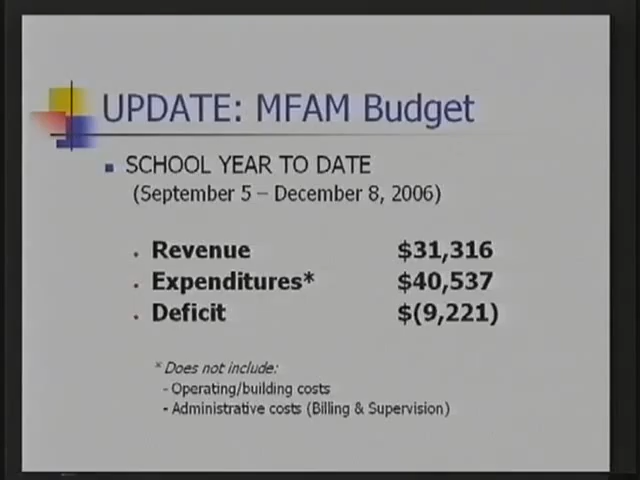 UPDATE: MFAM Budget
SCHOOL YEAR TO DATE
(September 5 – December 8, 2006)
Revenue $31,316
Expenditures* $40,537
Deficit $(9,221)
* Does not include:
- Operating/building costs
- Administrative costs (Billing & Supervision)